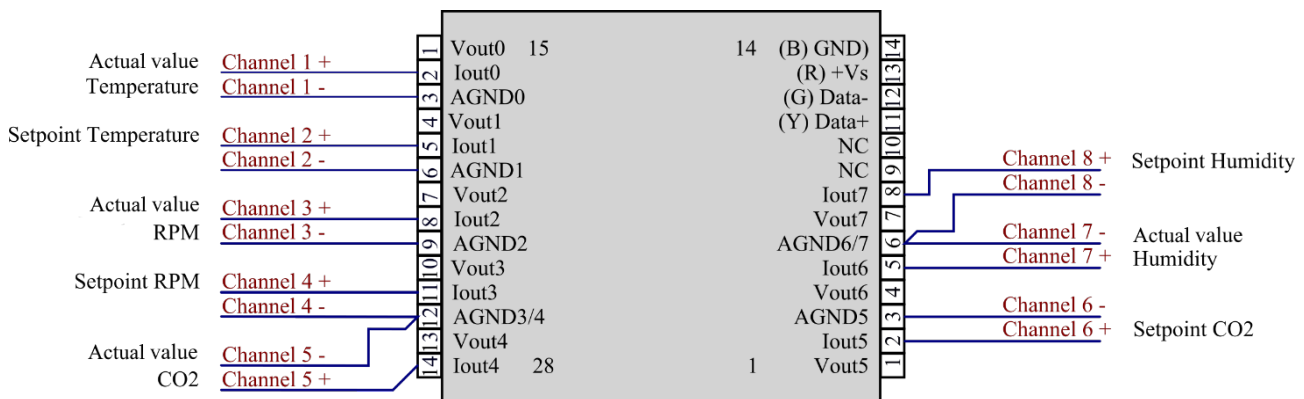 Actual value
Temperature
Channel 1 +
Channel 1 -
Setpoint Temperature
Channel 2 +
Channel 2 -
Actual value
RPM
Channel 3 +
Channel 3 -
Setpoint RPM
Channel 4 +
Channel 4 -
Actual value
CO2
Channel 5 -
Channel 5 +
1 Vout0 15
2 Iout0
3 AGND0
4 Vout1
5 Iout1
6 AGND1
7 Vout2
8 Iout2
9 AGND2
10 Vout3
11 Iout3
12 AGND3/4
13 Vout4
14 Iout4 28
14 (B) GND) 14
(R) +Vs 13
(G) Data- 12
(Y) Data+ 11
NC 10
NC 9
Iout7 8
Vout7 7
AGND6/7 6
Iout6 5
Vout6 4
AGND5 3
Iout5 2
1 Vout5 1
Channel 8 +
Channel 8 -
Setpoint Humidity
Channel 7 -
Channel 7 +
Actual value
Humidity
Channel 6 -
Channel 6 +
Setpoint CO2